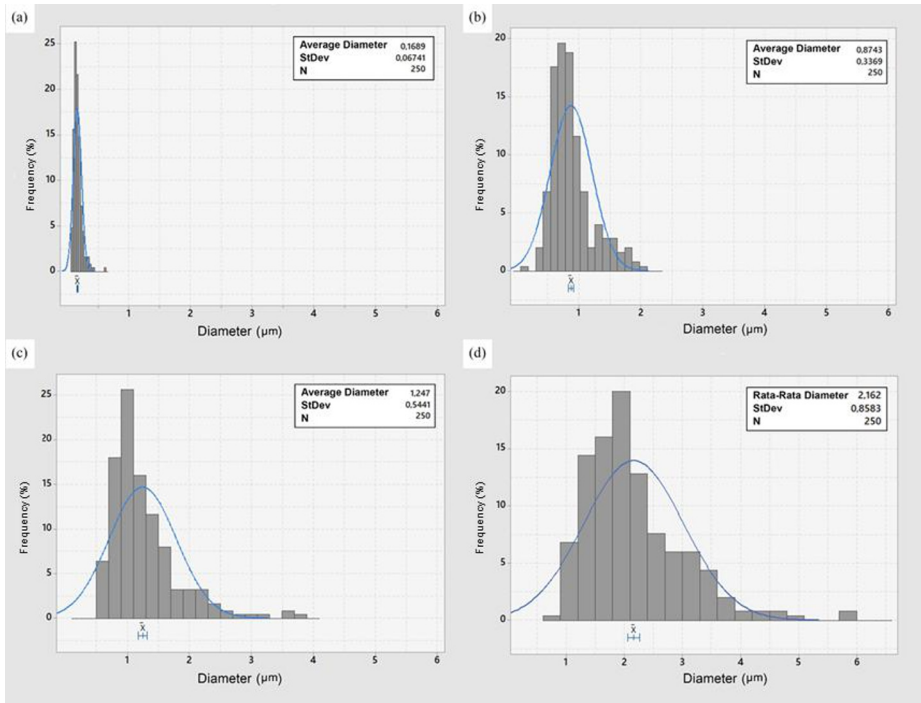 (a)
Average Diameter 0,1689
StDev 0,06741
N 250
Frequency (%)
25
20
15
10
5
0
x̄
1 2 3 4 5 6
Diameter (µm)
(b)
Average Diameter 0,8743
StDev 0,3369
N 250
Frequency (%)
20
15
10
5
0
x̄
1 2 3 4 5 6
Diameter (µm)
(c)
Average Diameter 1,247
StDev 0,5441
N 250
Frequency (%)
25
20
15
10
5
0
x̄
1 2 3 4 5 6
Diameter (µm)
(d)
Rata-Rata Diameter 2,162
StDev 0,8583
N 250
Frequency (%)
20
15
10
5
0
x̄
1 2 3 4 5 6
Diameter (µm)